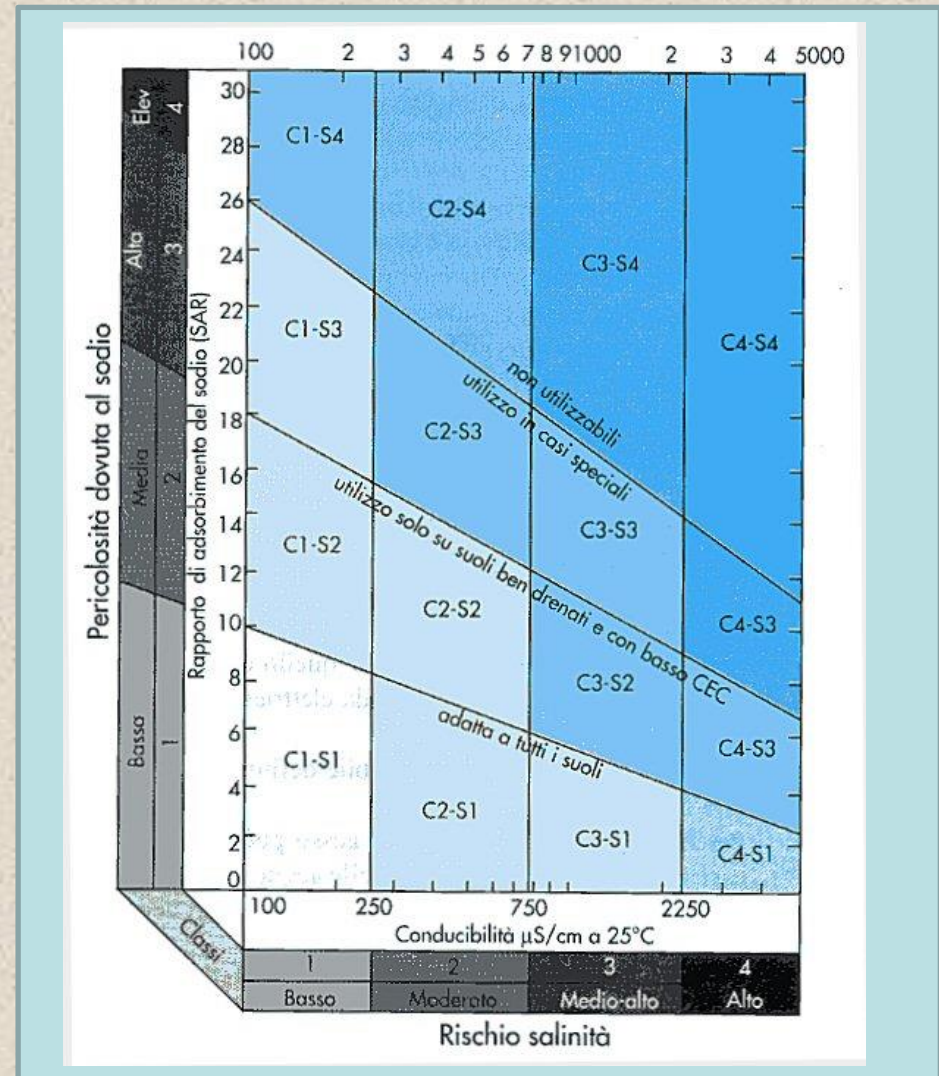 100 2 3 4 5 6 7 8 9 1000 2 3 4 5000
Pericolosità dovuta al sodio
Elev
4
Alta
3
Media
2
Bassa
1
Rapporto di adsorbimento del sodio (SAR)
30
28
26
24
22
20
18
16
14
12
10
8
6
4
2
0
C1-S4
C2-S4
C3-S4
C4-S4
C1-S3
C2-S3
C3-S3
C4-S3
C1-S2
C2-S2
C3-S2
C4-S3
C1-S1
C2-S1
C3-S1
C4-S1
non utilizzabili
utilizzo in casi speciali
utilizzo solo su suoli ben drenati e con basso CEC
adatta a tutti i suoli
100 250 750 2250
Conducibilità µS/cm a 25°C
Classi
1 2 3 4
Basso Moderato Medio-alto Alto
Rischio salinità